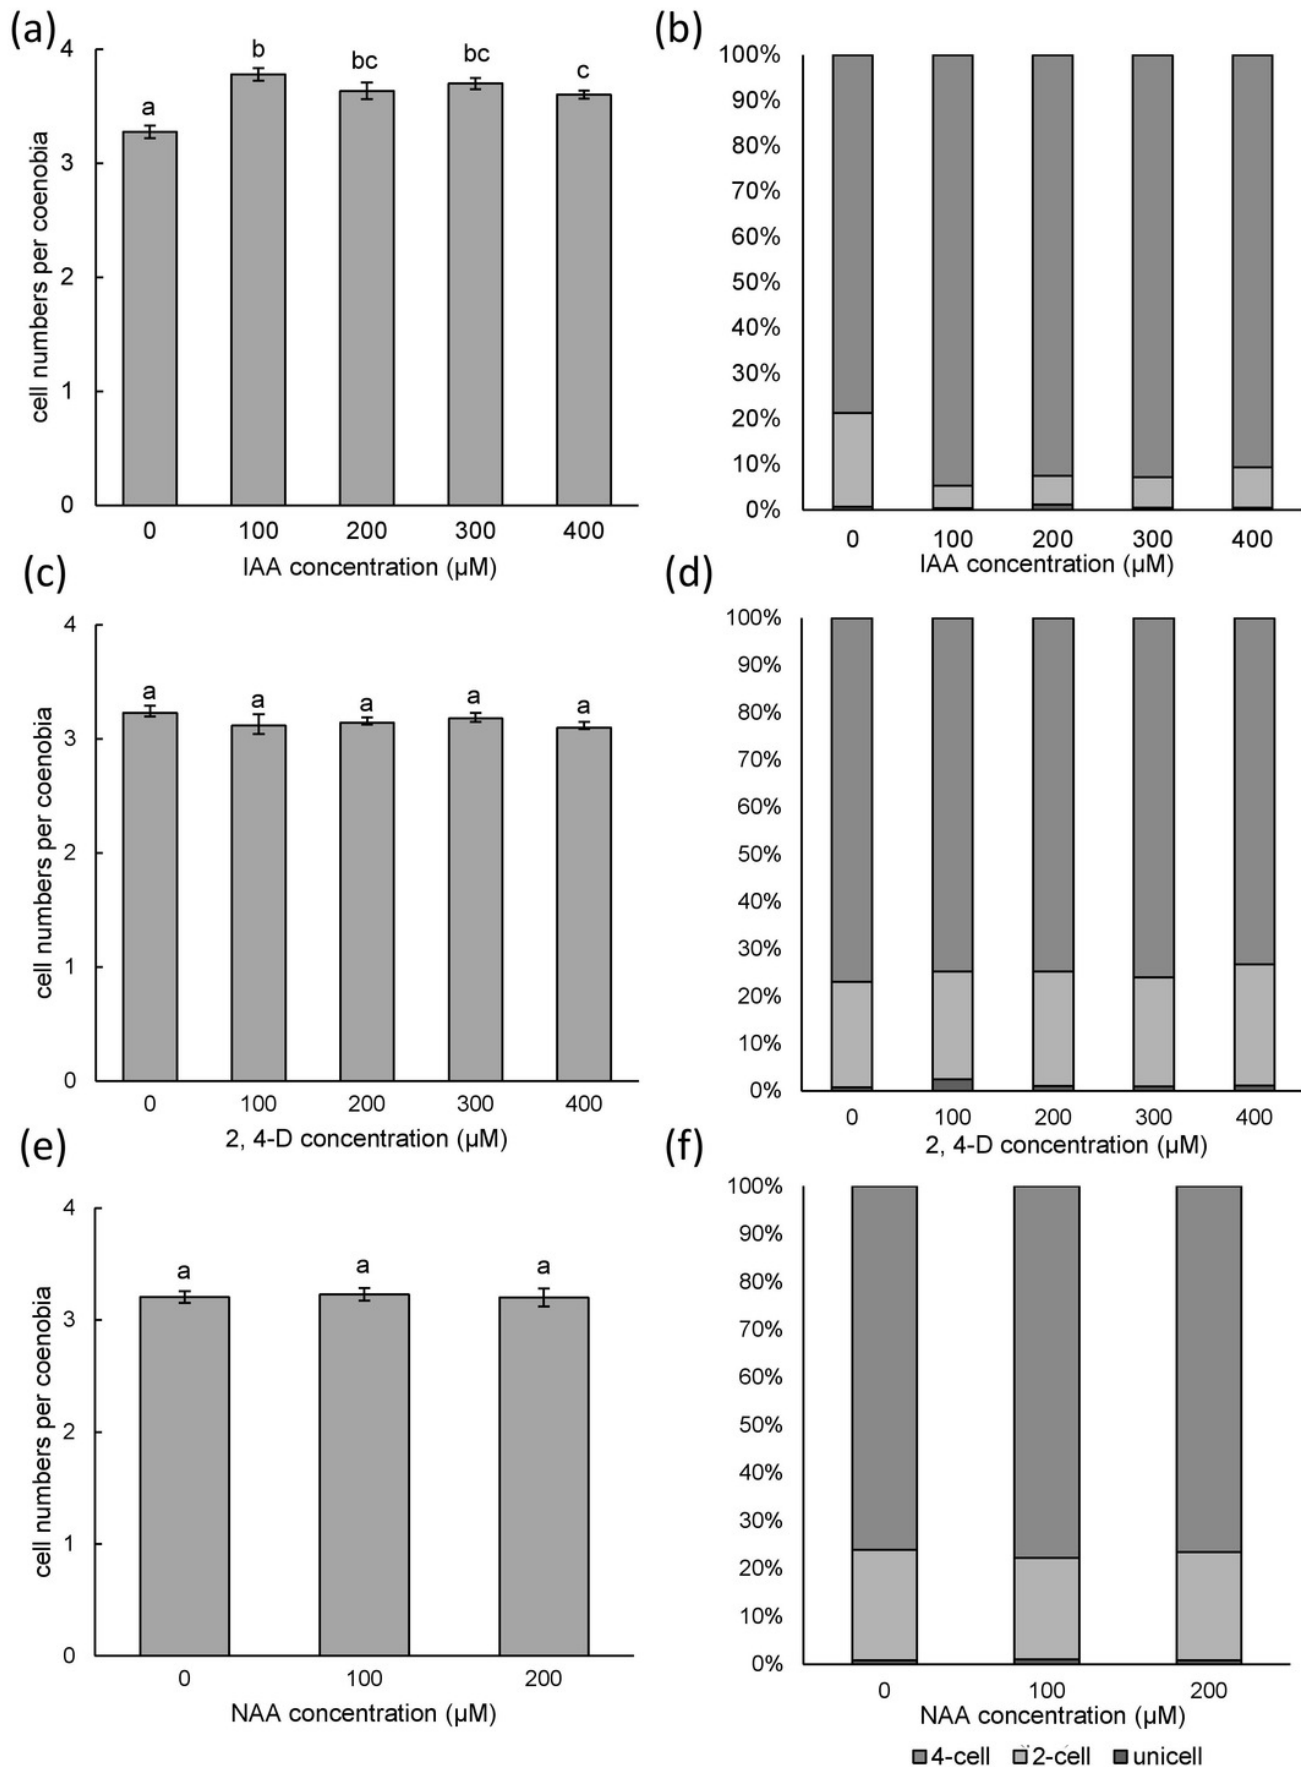 (a)
4
3
2
1
0
cell numbers per coenobia
a
b
bc
bc
c
0 100 200 300 400
IAA concentration (µM)
(b)
100%
90%
80%
70%
60%
50%
40%
30%
20%
10%
0%
0 100 200 300 400
IAA concentration (µM)
(c)
4
3
2
1
0
cell numbers per coenobia
a a a a a
0 100 200 300 400
2, 4-D concentration (µM)
(d)
100%
90%
80%
70%
60%
50%
40%
30%
20%
10%
0%
0 100 200 300 400
2, 4-D concentration (µM)
(e)
4
3
2
1
0
cell numbers per coenobia
a a a
0 100 200
NAA concentration (µM)
(f)
100%
90%
80%
70%
60%
50%
40%
30%
20%
10%
0%
0 100 200
NAA concentration (µM)
4-cell 2-cell unicell